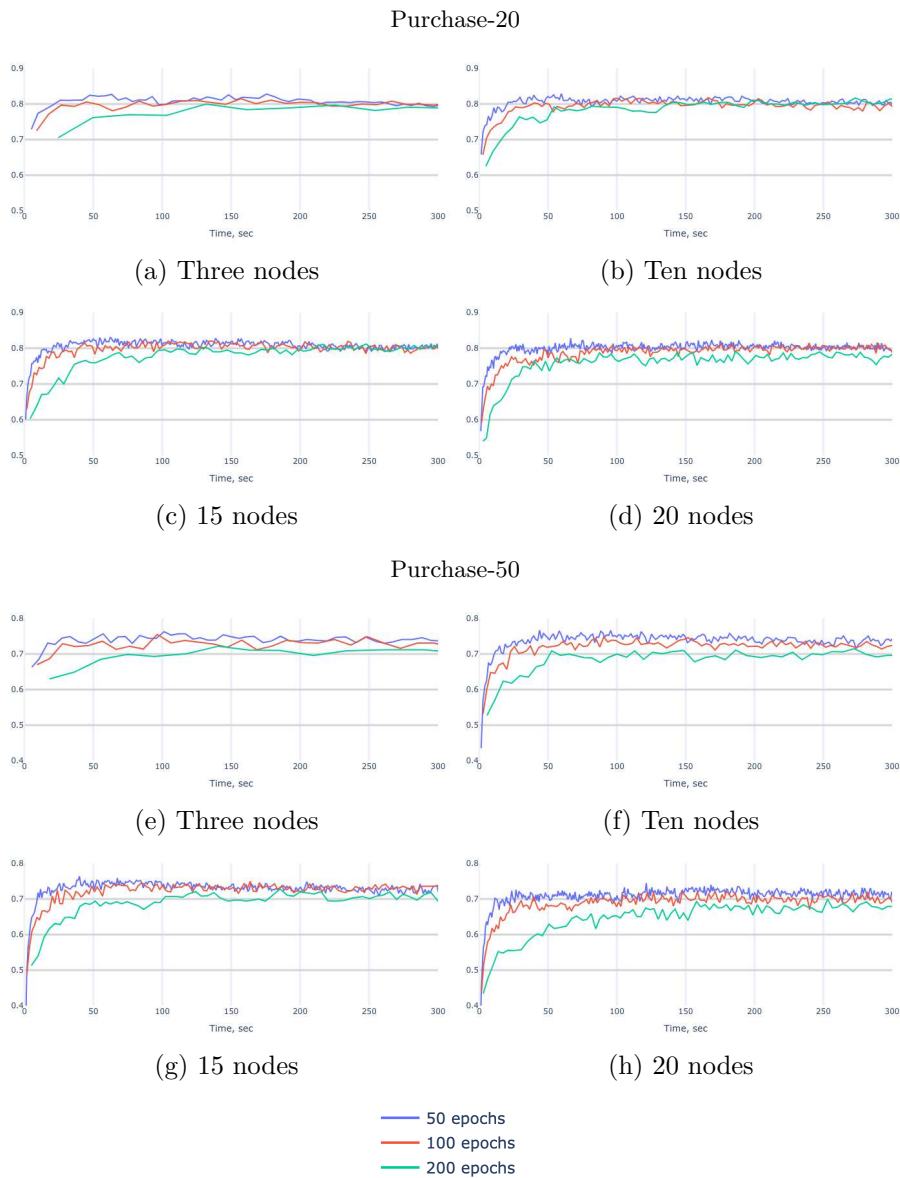 Purchase-20
0.9 0.9
0.8 0.8
0.7 0.7
0.6 0.6
0.5 0.5
0 50 100 150 200 250 300 0 50 100 150 200 250 300
Time, sec Time, sec
(a) Three nodes (b) Ten nodes
0.9 0.9
0.8 0.8
0.7 0.7
0.6 0.6
0.5 0.5
0 50 100 150 200 250 300 0 50 100 150 200 250 300
Time, sec Time, sec
(c) 15 nodes (d) 20 nodes
Purchase-50
0.8 0.8
0.7 0.7
0.6 0.6
0.5 0.5
0.4 0.4
0 50 100 150 200 250 300 0 50 100 150 200 250 300
Time, sec Time, sec
(e) Three nodes (f) Ten nodes
0.8 0.8
0.7 0.7
0.6 0.6
0.5 0.5
0.4 0.4
0 50 100 150 200 250 300 0 50 100 150 200 250 300
Time, sec Time, sec
(g) 15 nodes (h) 20 nodes
50 epochs
100 epochs
200 epochs